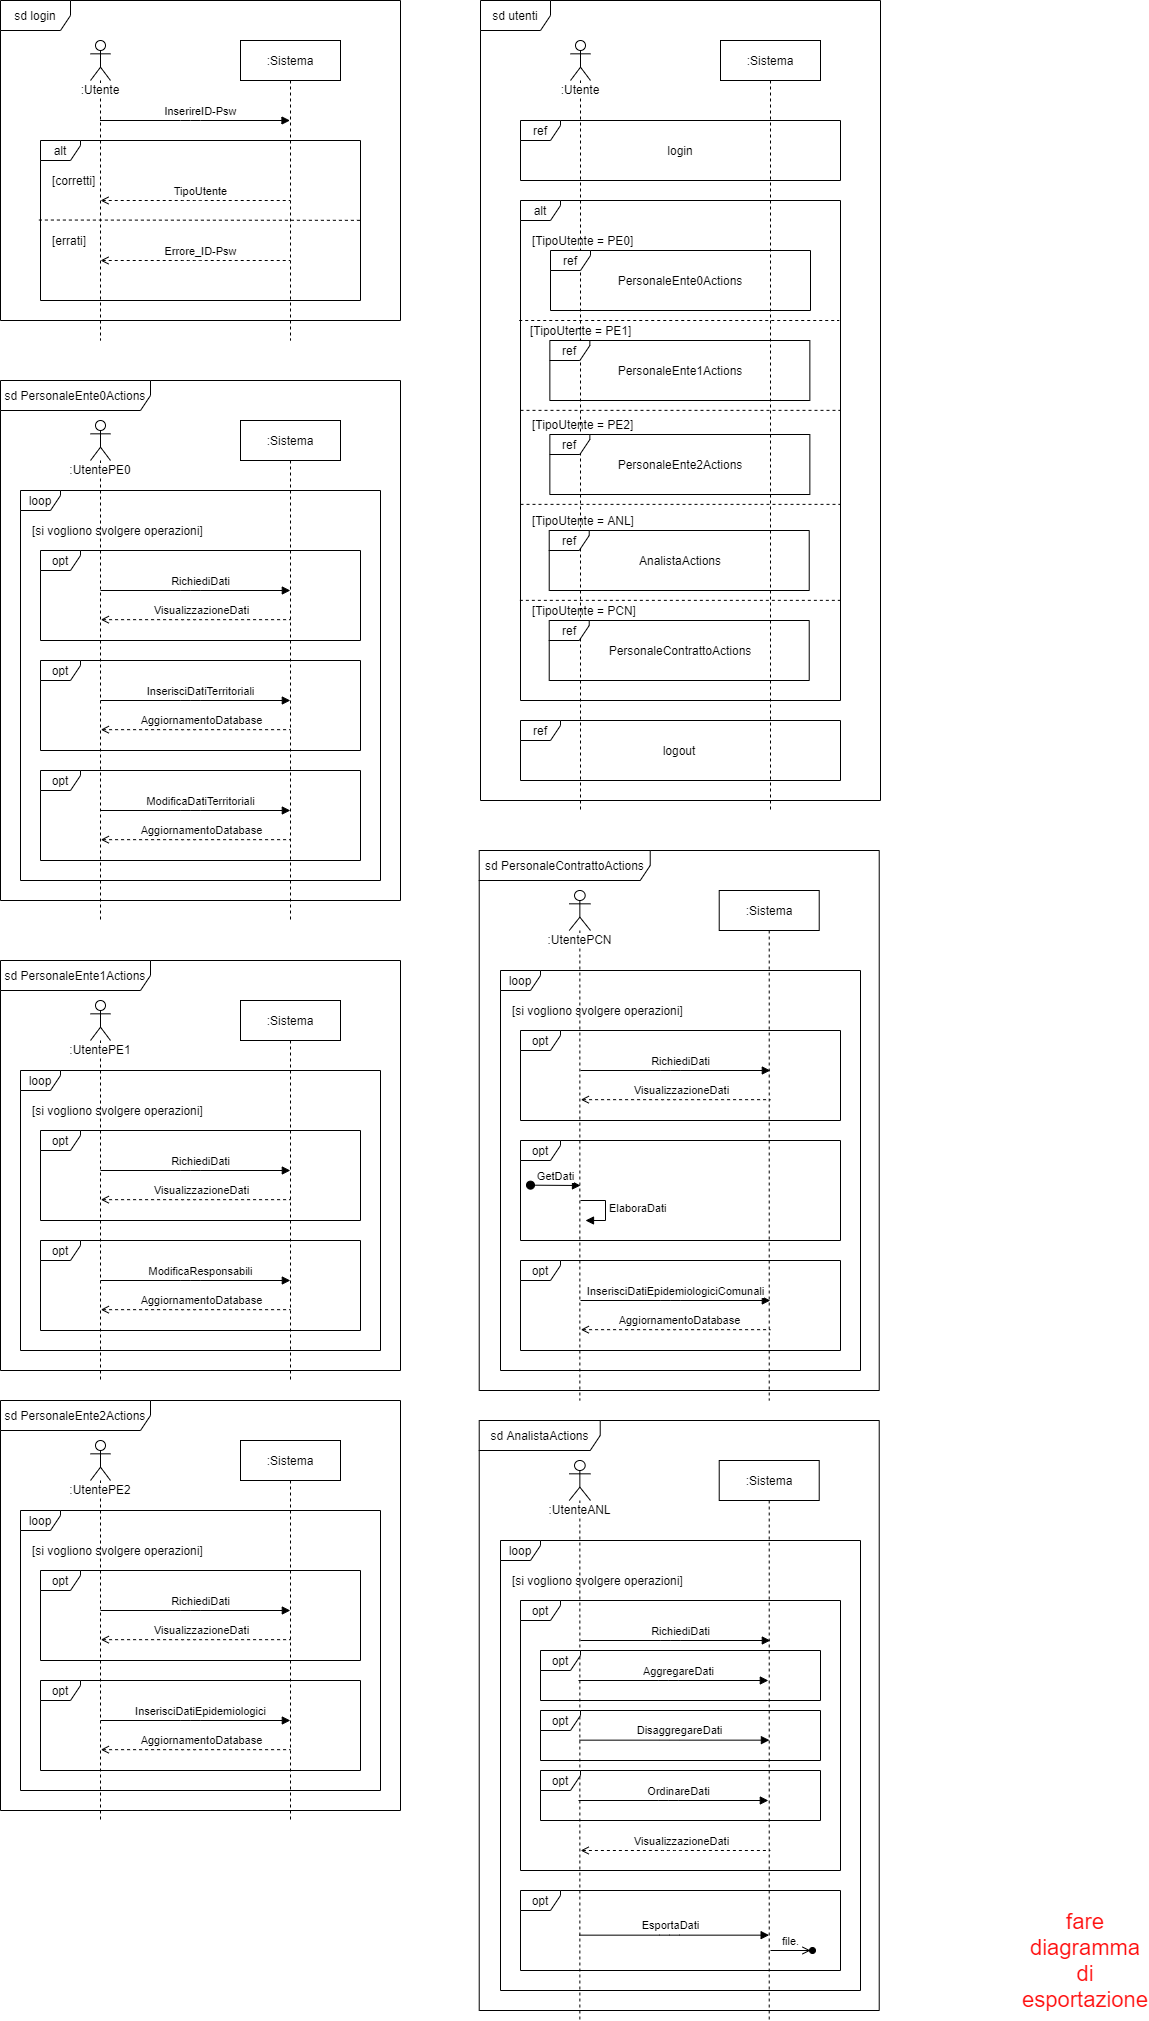 sd login
:Utente
:Sistema
InserireID-Psw
alt
[corretti]
TipoUtente
[errati]
Errore_ID-Psw
sd PersonaleEnte0Actions
:UtentePE0
:Sistema
loop
[si vogliono svolgere operazioni]
opt
RichiediDati
VisualizzazioneDati
opt
InserisciDatiTerritoriali
AggiornamentoDatabase
opt
ModificaDatiTerritoriali
AggiornamentoDatabase
sd PersonaleEnte1Actions
:UtentePE1
:Sistema
loop
[si vogliono svolgere operazioni]
opt
RichiediDati
VisualizzazioneDati
opt
ModificaResponsabili
AggiornamentoDatabase
sd PersonaleEnte2Actions
:UtentePE2
:Sistema
loop
[si vogliono svolgere operazioni]
opt
RichiediDati
VisualizzazioneDati
opt
InserisciDatiEpidemiologici
AggiornamentoDatabase
sd utenti
:Utente
:Sistema
ref
login
alt
[TipoUtente = PE0]
ref
PersonaleEnte0Actions
[TipoUtente = PE1]
ref
PersonaleEnte1Actions
[TipoUtente = PE2]
ref
PersonaleEnte2Actions
[TipoUtente = ANL]
ref
AnalistaActions
[TipoUtente = PCN]
ref
PersonaleContrattoActions
ref
logout
sd PersonaleContrattoActions
:UtentePCN
:Sistema
loop
[si vogliono svolgere operazioni]
opt
RichiediDati
VisualizzazioneDati
opt
GetDati
ElaboraDati
opt
InserisciDatiEpidemiologiciComunali
AggiornamentoDatabase
sd AnalistaActions
:UtenteANL
:Sistema
loop
[si vogliono svolgere operazioni]
opt
RichiediDati
opt
AggregareDati
opt
DisaggregareDati
opt
OrdinareDati
VisualizzazioneDati
opt
EsportaDati
file.
fare
diagramma
di
esportazione